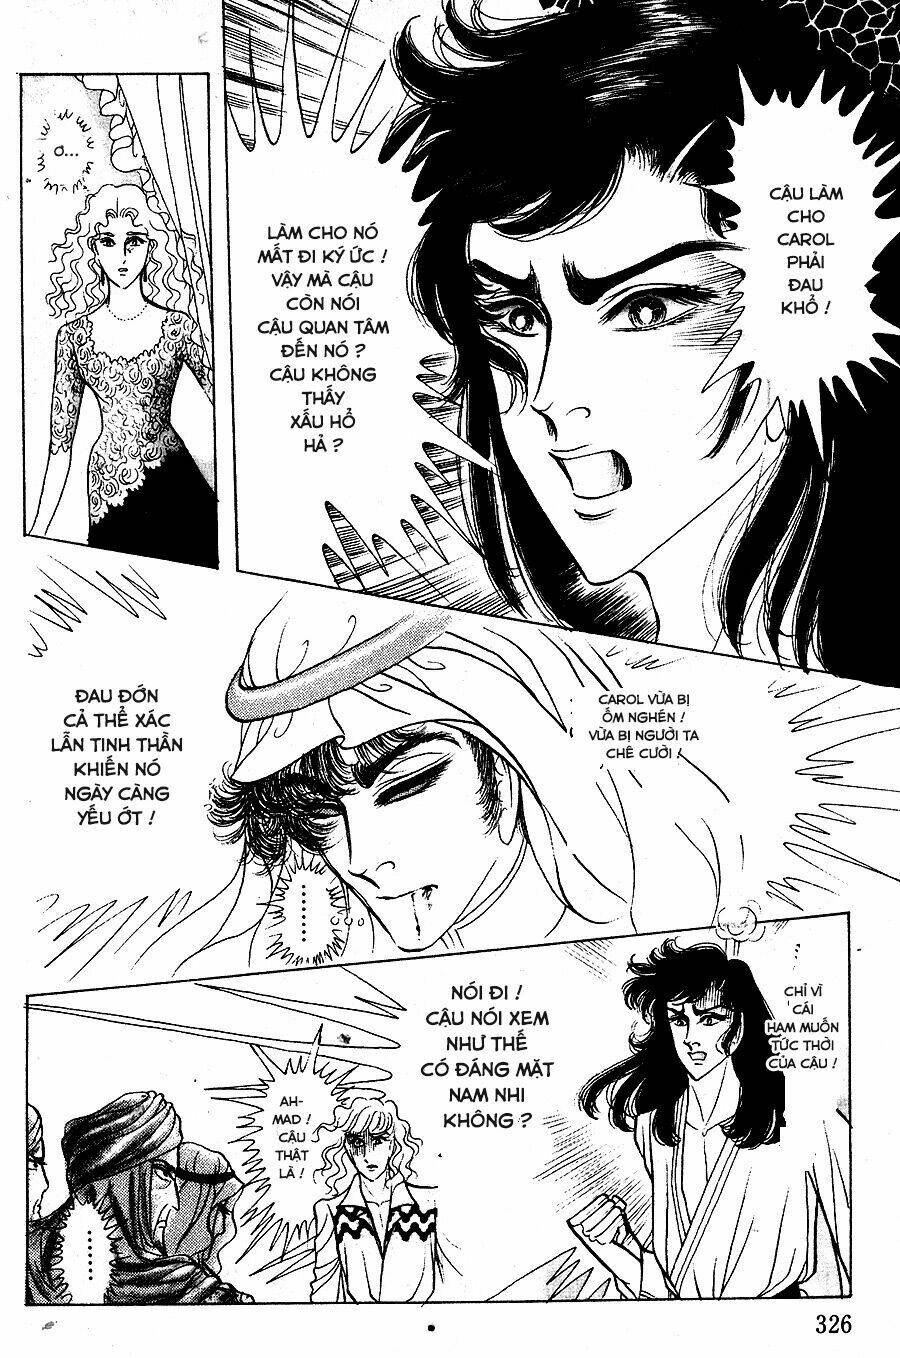 CẬU LÀM
CHO
CAROL
PHẢI
ĐAU
KHỔ !
LÀM CHO NÓ
MẤT ĐI KÝ ỨC !
VẬY MÀ CẬU
CÒN NÓI
CẬU QUAN TÂM
ĐẾN NÓ ?
CẬU KHÔNG
THẤY
XẤU HỔ
HẢ ?
Ơ...
CAROL VỪA BỊ
ỐM NGHÉN !
VỪA BỊ NGƯỜI TA
CHÊ CƯỜI !
ĐAU ĐỚN
CẢ THỂ XÁC
LẪN TINH THẦN
KHIẾN NÓ
NGÀY CÀNG
YẾU ỚT !
........
CHỈ VÌ
CÁI
HAM MUỐN
TỨC THỜI
CỦA CẬU !
NÓI ĐI !
CẬU NÓI XEM
NHƯ THẾ
CÓ ĐÁNG MẶT
NAM NHI
KHÔNG ?
AH-
MAD !
CẬU
THẬT
LÀ !
........
326